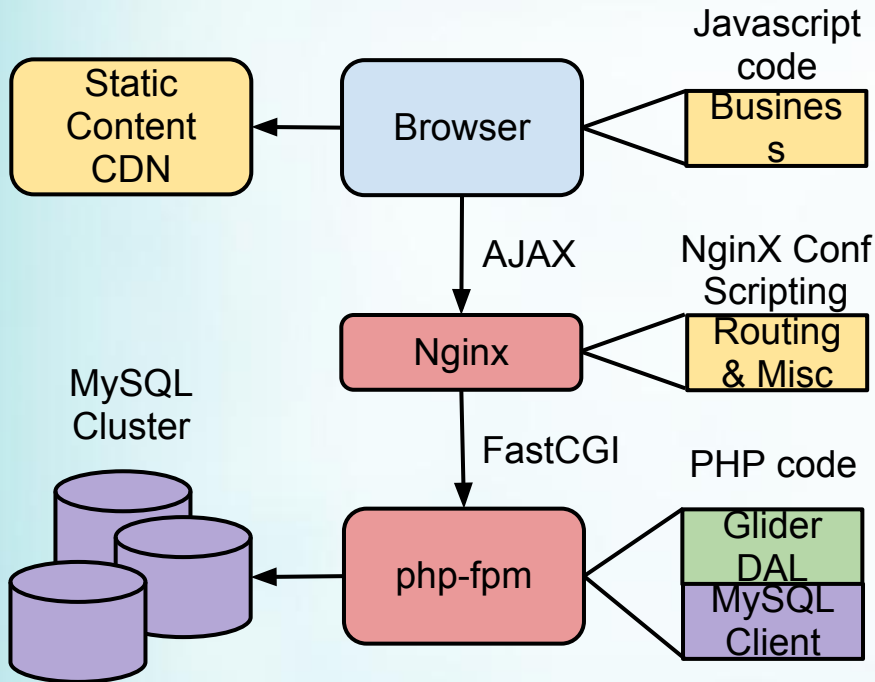 Static
Content
CDN
Browser
Javascript
code
Busines
s
AJAX
NginX Conf
Scripting
Nginx
Routing
& Misc
MySQL
Cluster
FastCGI
PHP code
php-fpm
Glider
DAL
MySQL
Client